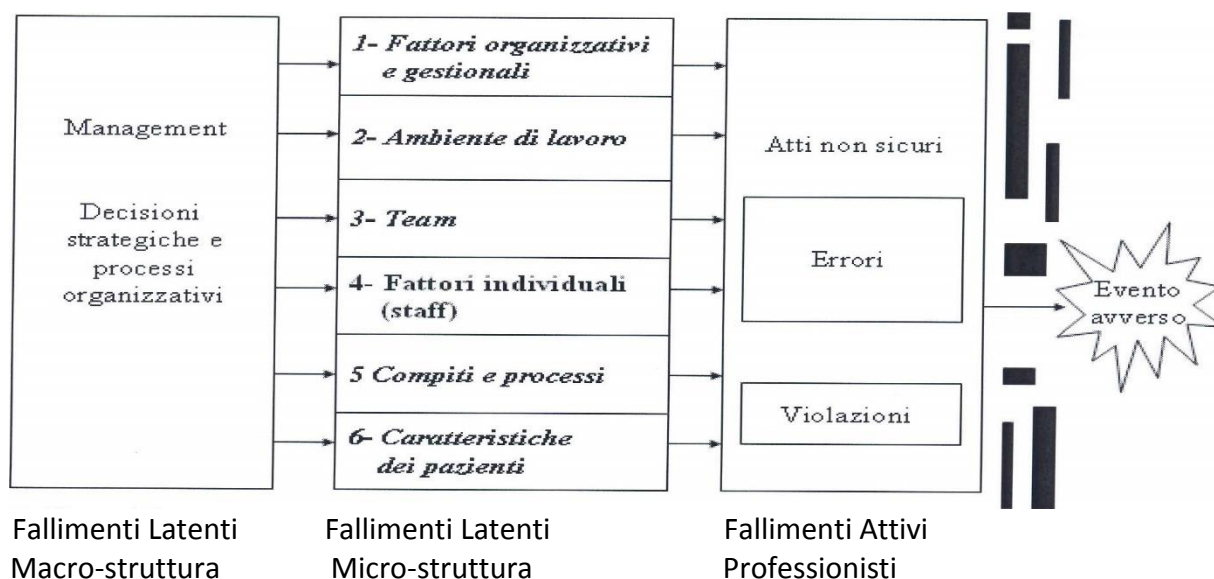 Management
Decisioni
strategiche e
processi
organizzativi
1- Fattori organizzativi
e gestionali
2- Ambiente di lavoro
3- Team
4- Fattori individuali
(staff)
5 Compiti e processi
6- Caratteristiche
dei pazienti
Atti non sicuri
Errori
Violazioni
Evento
avverso
Fallimenti Latenti
Macro-struttura
Fallimenti Latenti
Micro-struttura
Fallimenti Attivi
Professionisti